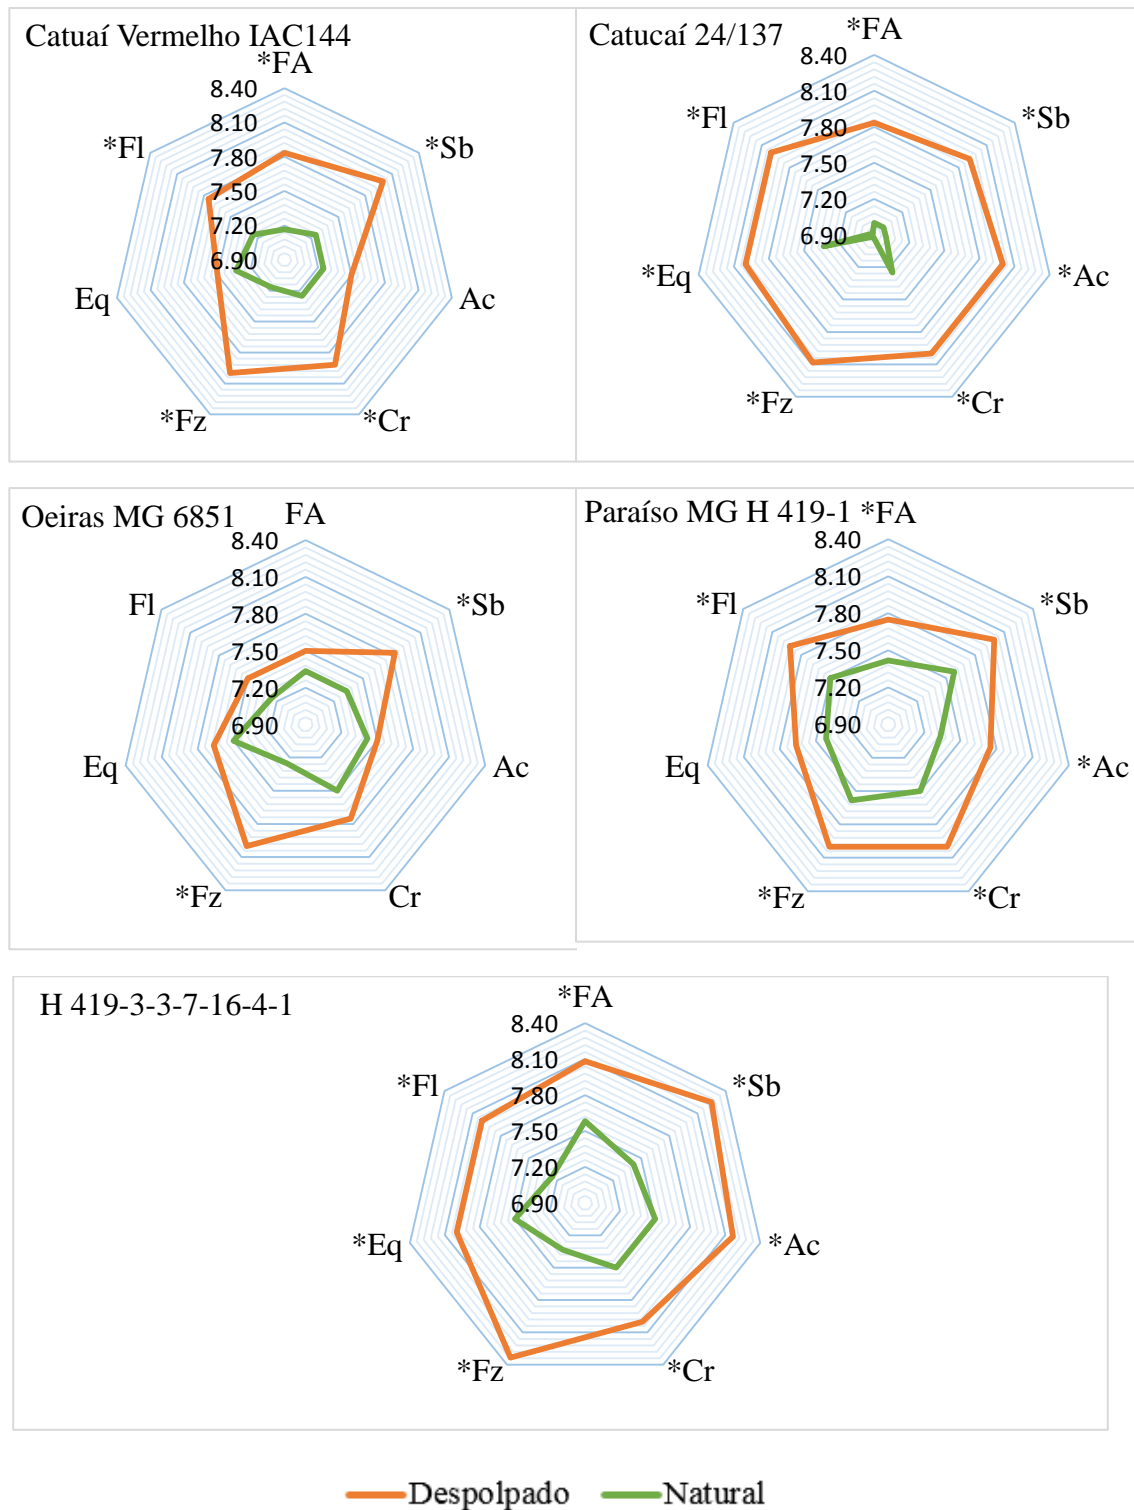 Catuaí Vermelho IAC144
*FA
8.40
8.10
7.80
7.50
7.20
6.90
*Sb
Ac
*Cr
*Fz
Eq
*Fl
Catucaí 24/137
*FA
8.40
8.10
7.80
7.50
7.20
6.90
*Sb
*Ac
*Cr
*Fz
*Eq
*Fl
Oeiras MG 6851
FA
8.40
8.10
7.80
7.50
7.20
6.90
*Sb
Ac
Cr
*Fz
Eq
Fl
Paraíso MG H 419-1
*FA
8.40
8.10
7.80
7.50
7.20
6.90
*Sb
*Ac
*Cr
*Fz
Eq
*Fl
H 419-3-3-7-16-4-1
*FA
8.40
8.10
7.80
7.50
7.20
6.90
*Sb
*Ac
*Cr
*Fz
*Eq
*Fl
Despolpado
Natural